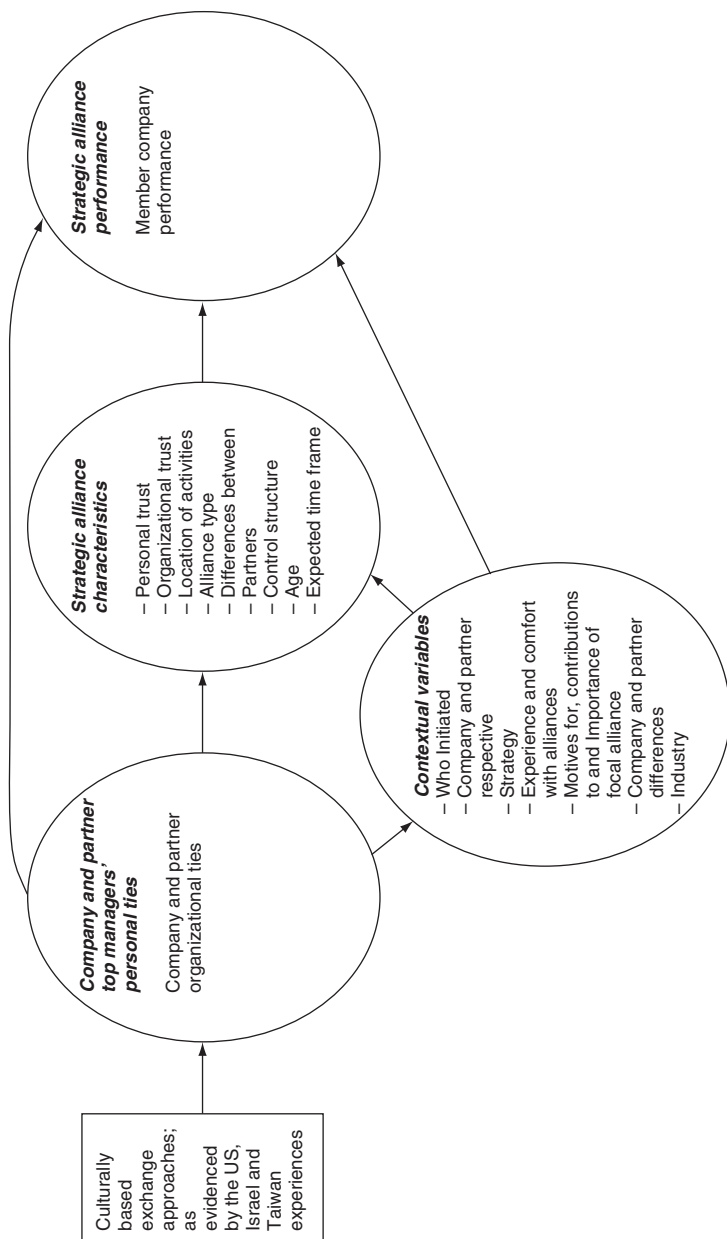 Culturally
based
exchange
approaches;
as
evidenced
by the US,
Israel and
Taiwan
experiences
Company and partner
top managers'
personal ties
Company and partner
organizational ties
Contextual variables
– Who Initiated
– Company and partner
respective
– Strategy
– Experience and comfort
with alliances
– Motives for, contributions
to and Importance of
focal alliance
– Company and partner
differences
– Industry
Strategic alliance
characteristics
– Personal trust
– Organizational trust
– Location of activities
– Alliance type
– Differences between
– Partners
– Control structure
– Age
– Expected time frame
Strategic alliance
performance
Member company
performance